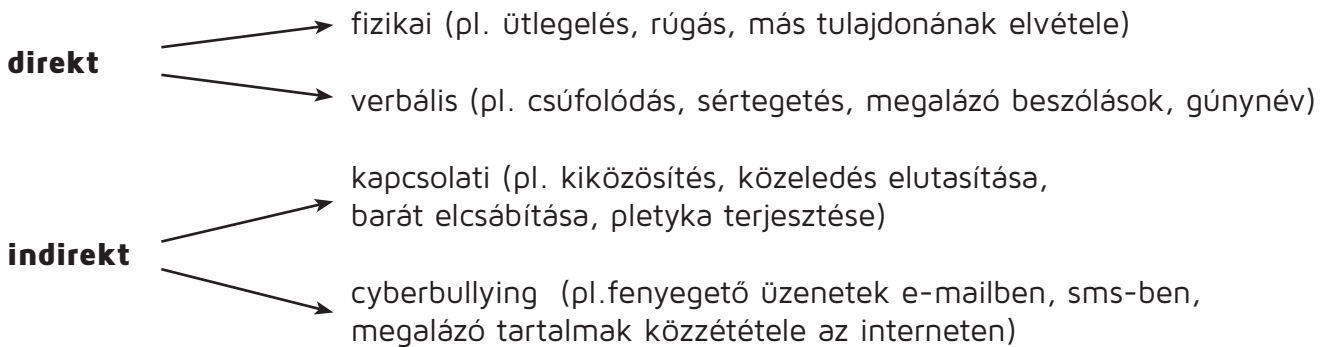 fizikai (pl. ütlegelés, rúgás, más tulajdonának elvétele)
direkt
verbális (pl. csúfolódás, sértegetés, megalázó beszólások, gúnynév)
kapcsolati (pl. kiközösítés, közeledés elutasítása,
barát elcsábítása, pletyka terjesztése)
indirekt
cyberbullying (pl.fenyegető üzenetek e-mailben, sms-ben,
megalázó tartalmak közzététele az interneten)